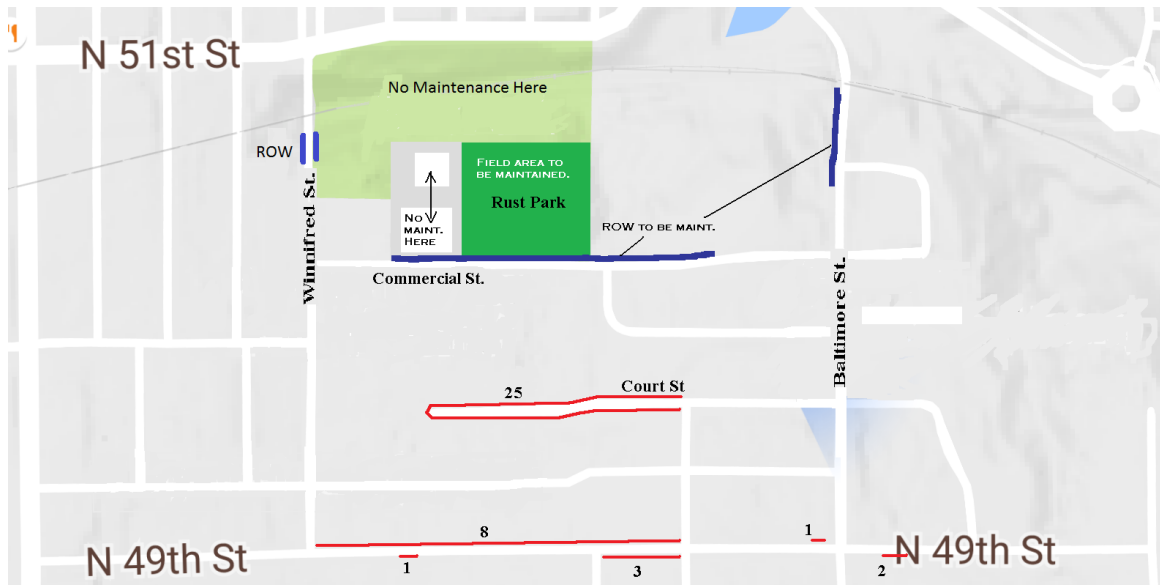 N 51st St
No Maintenance Here
ROW
FIELD AREA TO
BE MAINTAINED.
Rust Park
NO
MAINT.
HERE
ROW TO BE MAINT.
Winnifred St.
Commercial St.
Baltimore St.
Court St
25
8
1
N 49th St
1
3
2
N 49th St